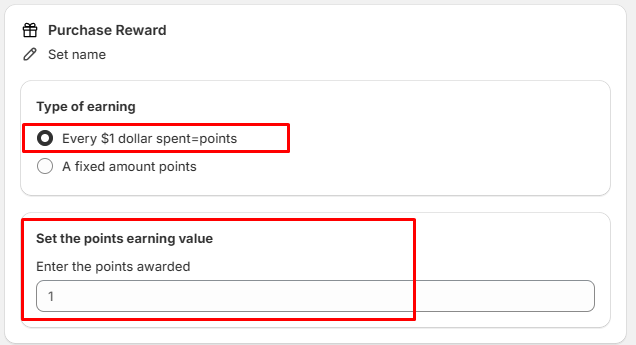 Purchase Reward
Set name
Type of earning
Every $1 dollar spent=points
A fixed amount points
Set the points earning value
Enter the points awarded
1